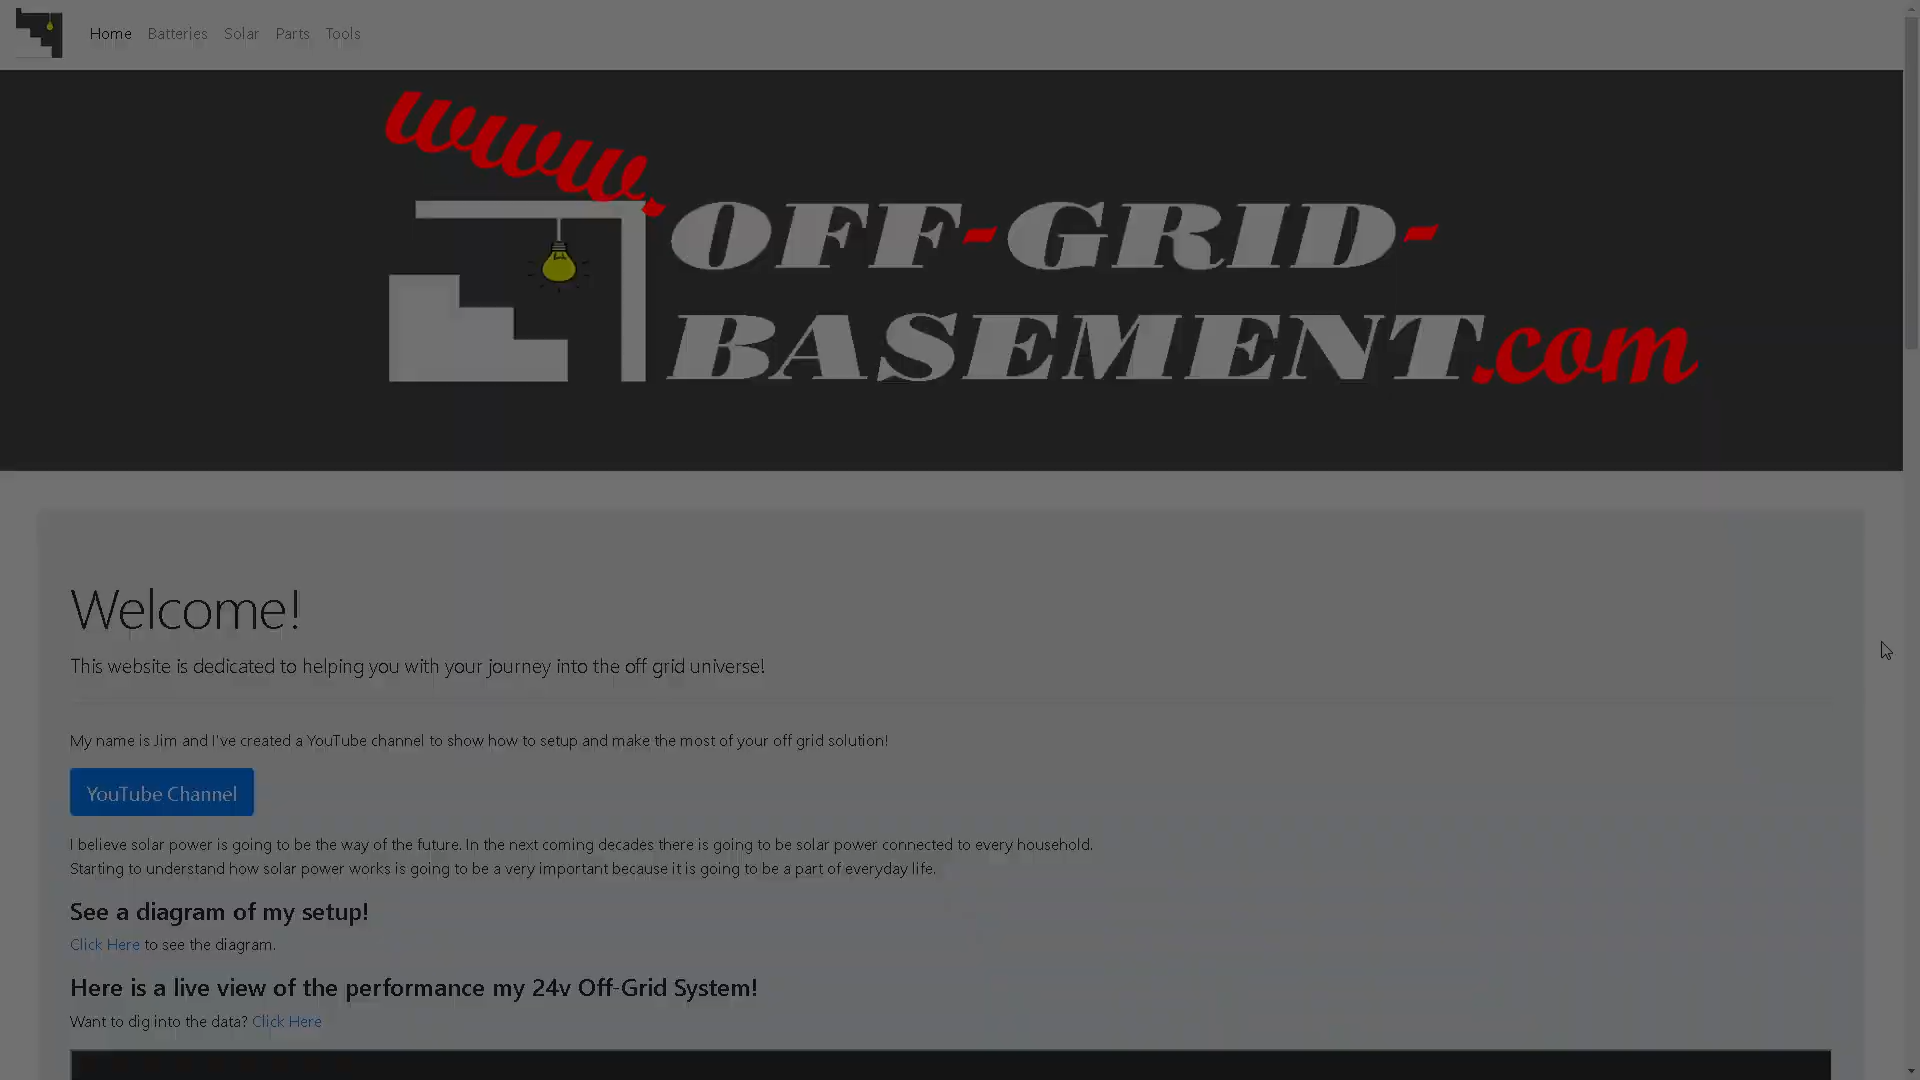 Home Batteries Solar Parts Tools
www.
OFF-GRID-
BASEMENT.com
Welcome!
This website is dedicated to helping you with your journey into the off grid universe!
My name is Jim and I've created a YouTube channel to show how to setup and make the most of your off grid solution!
YouTube Channel
I believe solar power is going to be the way of the future. In the next coming decades there is going to be solar power connected to every household.
Starting to understand how solar power works is going to be a very important because it is going to be a part of everyday life.
See a diagram of my setup!
Click Here to see the diagram.
Here is a live view of the performance my 24v Off-Grid System!
Want to dig into the data? Click Here